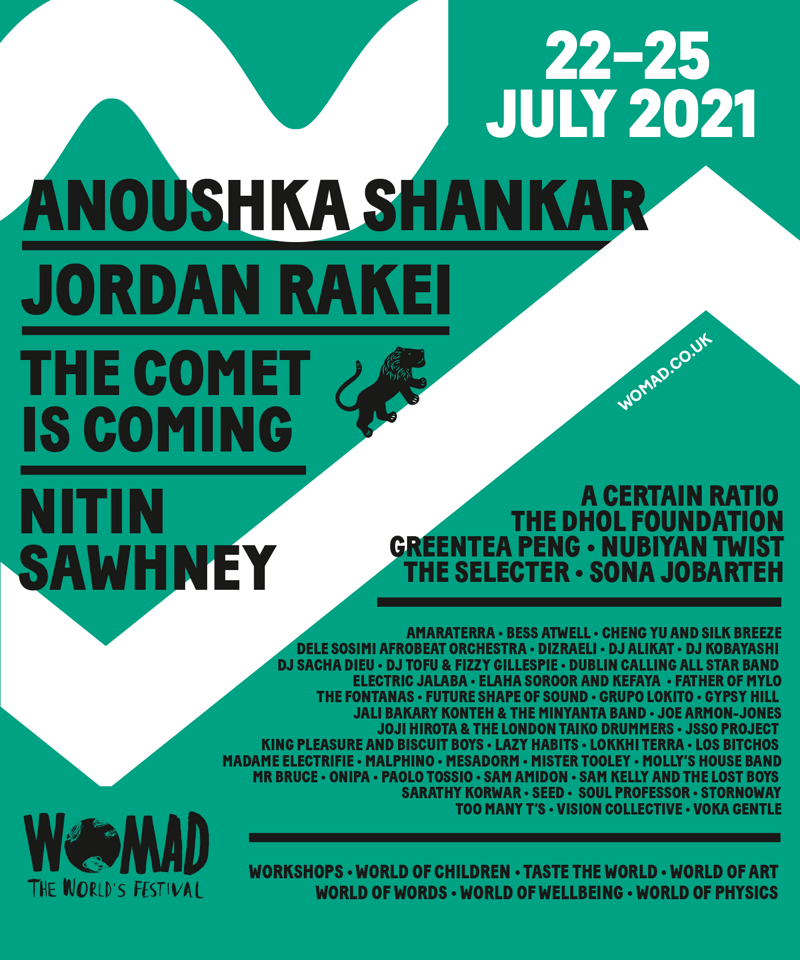 22–25
JULY 2021
ANOUSHKA SHANKAR
JORDAN RAKEI
THE COMET
IS COMING
NITIN
SAWHNEY
WOMAD.CO.UK
A CERTAIN RATIO
THE DHOL FOUNDATION
GREENTEA PENG • NUBIYAN TWIST
THE SELECTER • SONA JOBARTEH
AMARATERRA • BESS ATWELL • CHENG YU AND SILK BREEZE
DELE SOSIMI AFROBEAT ORCHESTRA • DIZRAELI • DJ ALIKAT • DJ KOBAYASHI
DJ SACHA DIEU • DJ TOFU & FIZZY GILLESPIE • DUBLIN CALLING ALL STAR BAND
ELECTRIC JALABA • ELAHA SOROOR AND KEFAYA • FATHER OF MYLO
THE FONTANAS • FUTURE SHAPE OF SOUND • GRUPO LOKITO • GYPSY HILL
JALI BAKARY KONTEH & THE MINYANTA BAND • JOE ARMON-JONES
JOJI HIROTA & THE LONDON TAIKO DRUMMERS • JSSO PROJECT
KING PLEASURE AND BISCUIT BOYS • LAZY HABITS • LOKKHI TERRA • LOS BITCHOS
MADAME ELECTRIFIE • MALPHINO • MESADORM • MISTER TOOLEY • MOLLY'S HOUSE BAND
MR BRUCE • ONIPA • PAOLO TOSSIO • SAM AMIDON • SAM KELLY AND THE LOST BOYS
SARATHY KORWAR • SEED • SOUL PROFESSOR • STORNOWAY
TOO MANY T'S • VISION COLLECTIVE • VOKA GENTLE
WOMAD
THE WORLD'S FESTIVAL
WORKSHOPS • WORLD OF CHILDREN • TASTE THE WORLD • WORLD OF ART
WORLD OF WORDS • WORLD OF WELLBEING • WORLD OF PHYSICS